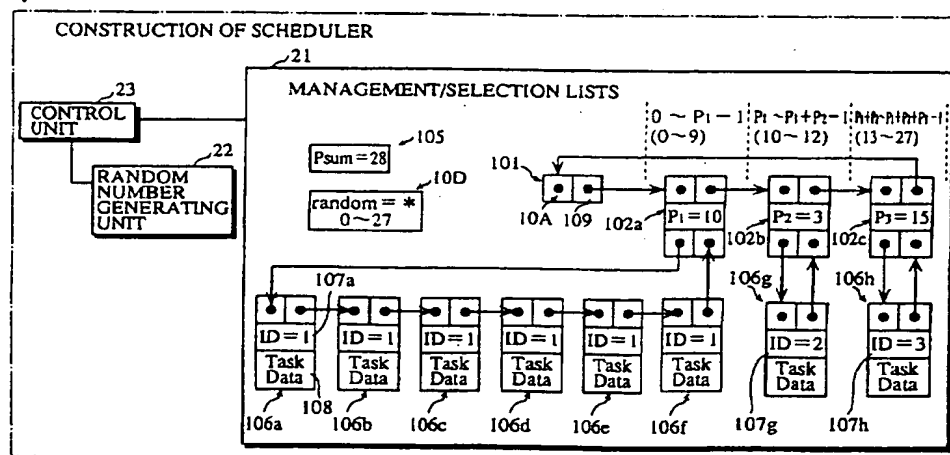 CONSTRUCTION OF SCHEDULER
21
23
MANAGEMENT/SELECTION LISTS
CONTROL
UNIT
22
RANDOM
NUMBER
GENERATING
UNIT
105
Psum=28
10D
random = *
0~27
0 ~ P1 - 1
(0~9)
P1 ~ P1 + P2 - 1
(10~12)
(13~27)
101
10A
109
102a
P1=10
102b
P2=3
102c
P3=15
107a
106g
106h
ID=1
Task
Data
ID=1
Task
Data
ID=1
Task
Data
ID=1
Task
Data
ID=1
Task
Data
ID=1
Task
Data
ID=2
Task
Data
ID=3
Task
Data
106a
108
106b
106c
106d
106e
106f
107g
107h